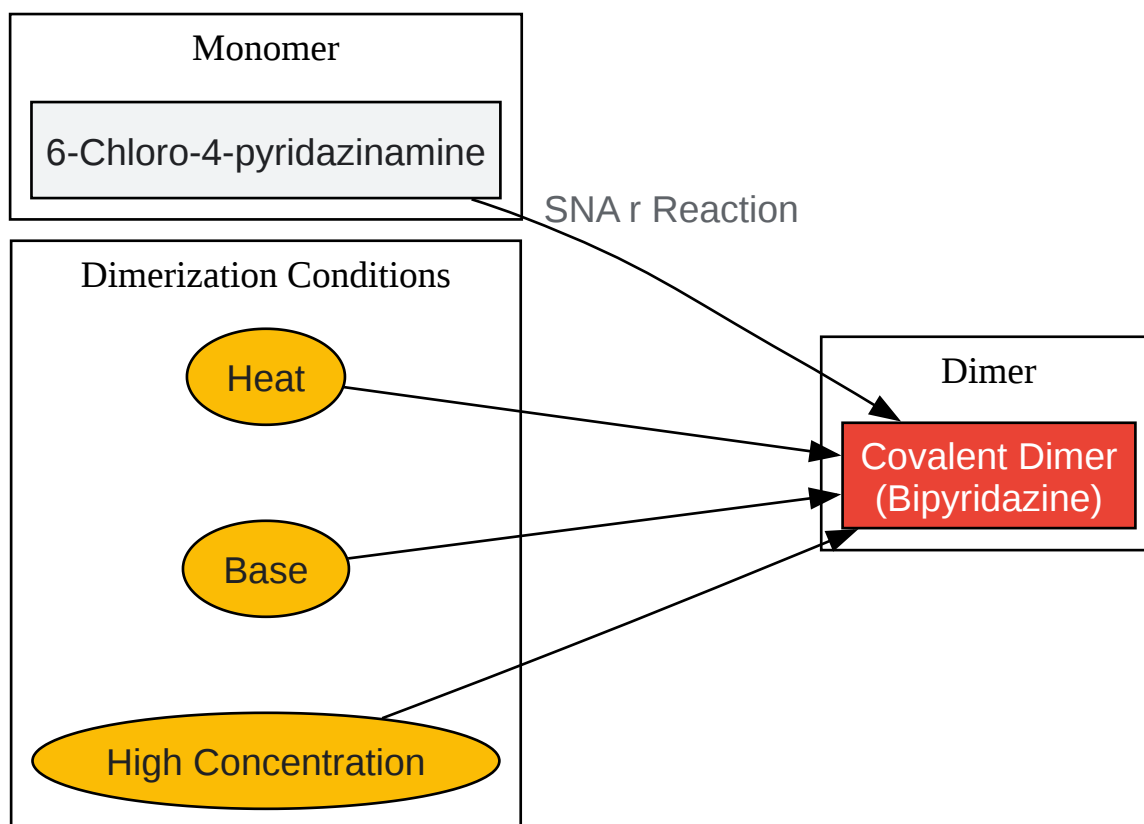 Monomer
6-Chloro-4-pyridazinamine
SNA r Reaction
Dimerization Conditions
Heat
Base
High Concentration
Dimer
Covalent Dimer
(Bipyridazine)